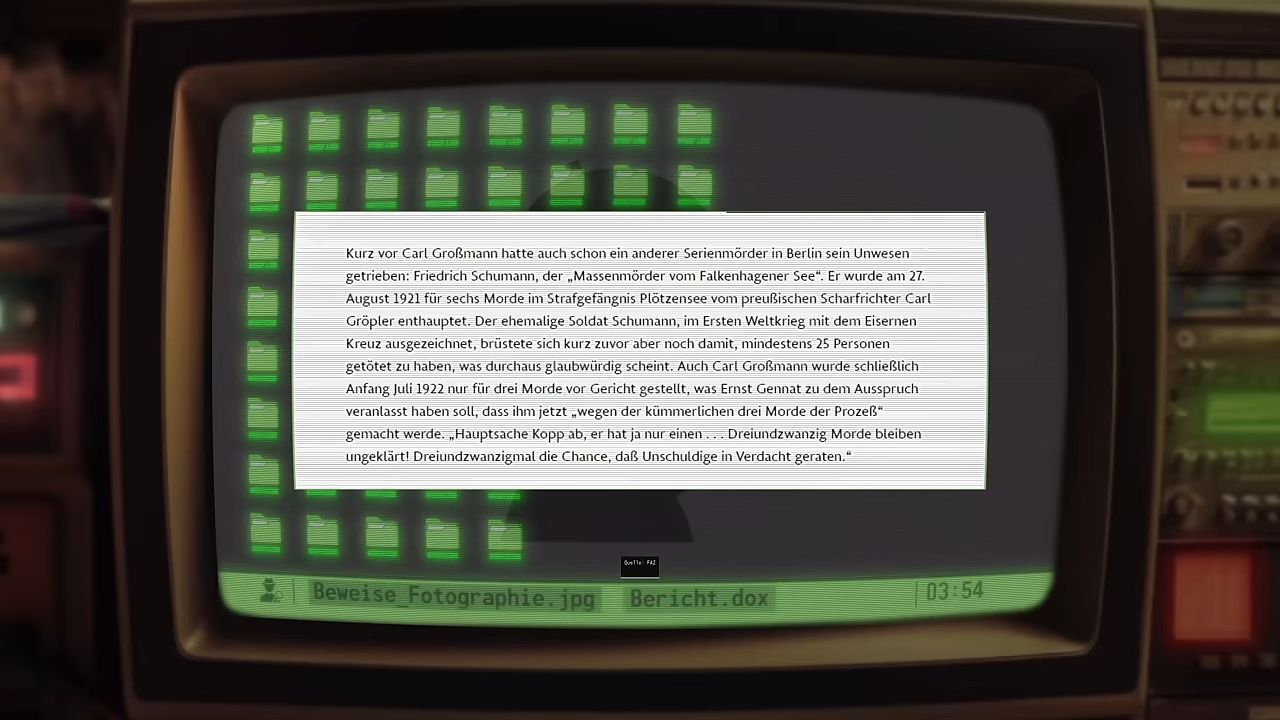 Kurz vor Carl Großmann hatte auch schon ein anderer Serienmörder in Berlin sein Unwesen
getrieben: Friedrich Schumann, der „Massenmörder vom Falkenhagener See“. Er wurde am 27.
August 1921 für sechs Morde im Strafgefängnis Plötzensee vom preußischen Scharfrichter Carl
Gröpler enthauptet. Der ehemalige Soldat Schumann, im Ersten Weltkrieg mit dem Eisernen
Kreuz ausgezeichnet, brüstete sich kurz zuvor aber noch damit, mindestens 25 Personen
getötet zu haben, was durchaus glaubwürdig scheint. Auch Carl Großmann wurde schließlich
Anfang Juli 1922 nur für drei Morde vor Gericht gestellt, was Ernst Gennat zu dem Ausspruch
veranlasst haben soll, dass ihm jetzt „wegen der kümmerlichen drei Morde der Prozeß“
gemacht werde. „Hauptsache Kopp ab, er hat ja nur einen . . . Dreiundzwanzig Morde bleiben
ungeklärt! Dreiundzwanzigmal die Chance, daß Unschuldige in Verdacht geraten.“
Quelle: FAZ
Beweise_Fotographie.jpg Bericht.dox 03:54